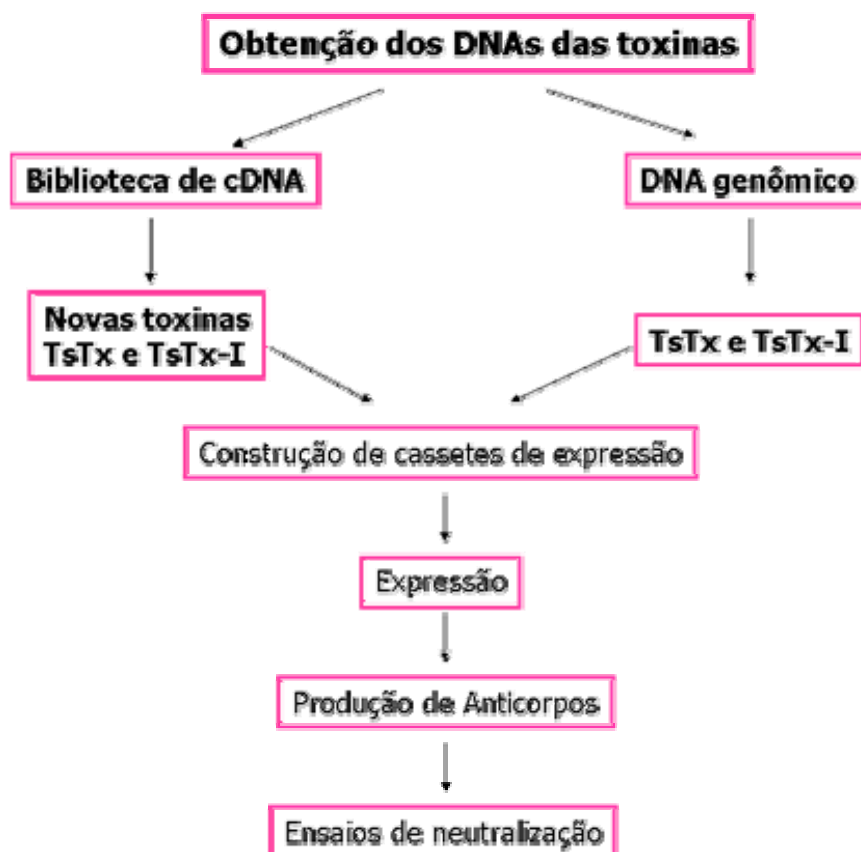 Obtenção dos DNAs das toxinas
Biblioteca de cDNA
DNA genômico
Novas toxinas
TsTx e TsTx-I
TsTx e TsTx-I
Construção de cassetes de expressão
Expressão
Produção de Anticorpos
Ensaios de neutralização